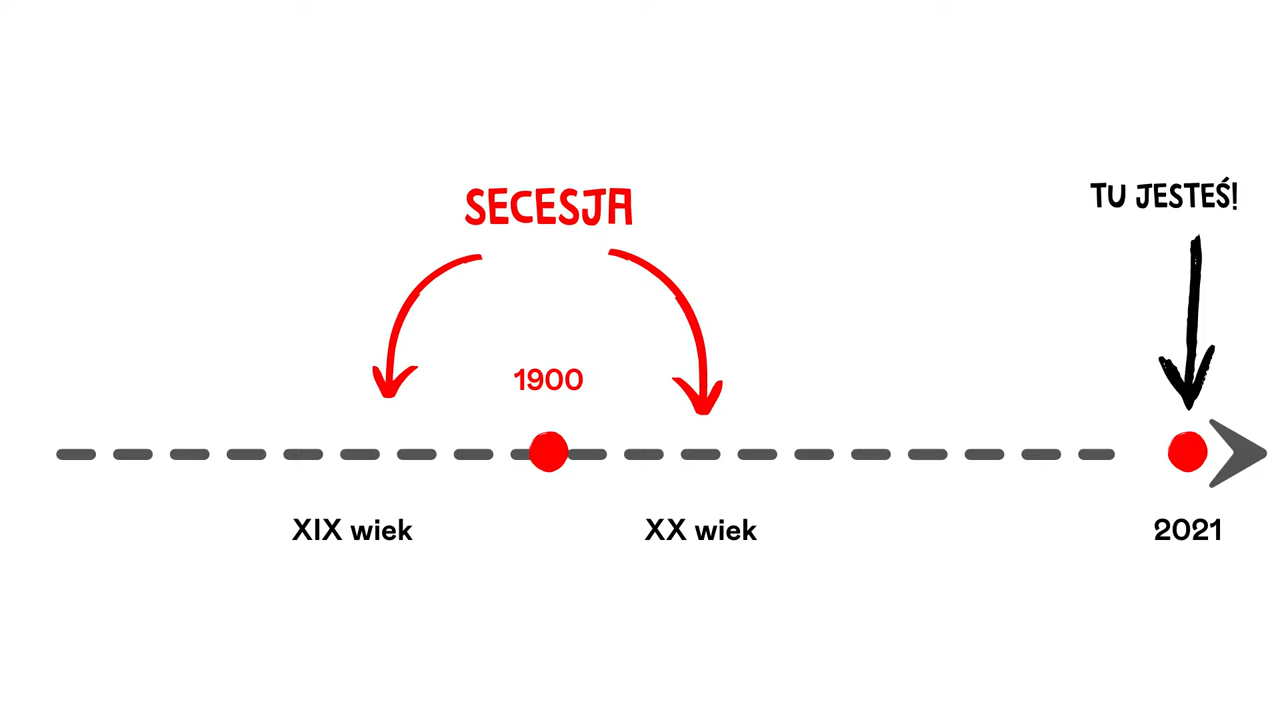 SECESJA
TU JESTEŚ!
1900
XIX wiek
XX wiek
2021